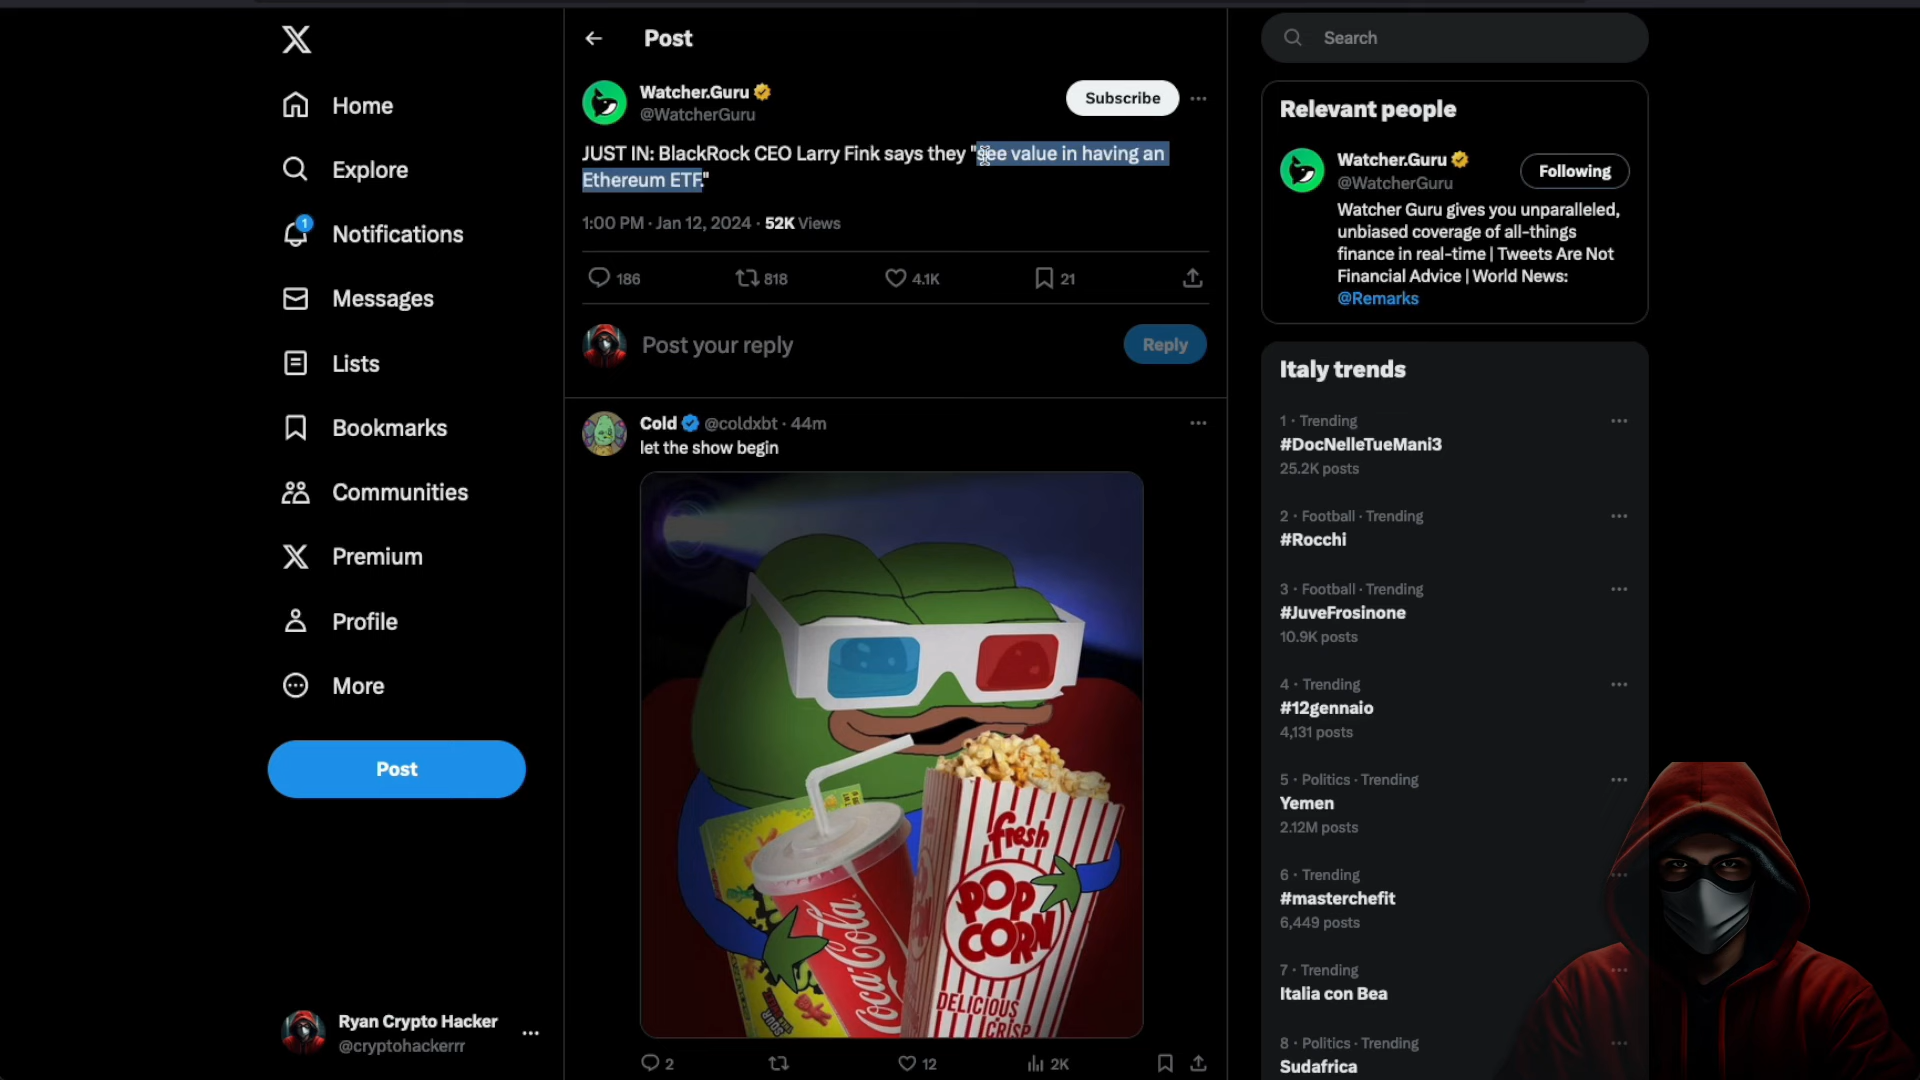 Home
Explore
1
Notifications
Messages
Lists
Bookmarks
Communities
Premium
Profile
More
Post
Ryan Crypto Hacker
@cryptohackerrr
Post
Watcher.Guru
@WatcherGuru
Subscribe
JUST IN: BlackRock CEO Larry Fink says they "see value in having an
Ethereum ETF."
1:00 PM · Jan 12, 2024 · 52K Views
186
818
4.1K
21
Post your reply
Reply
Cold @coldxbt · 44m
let the show begin
fresh
POP
CORN
DELICIOUS
CRISP
Coca-Cola
SOUR
2
12
2K
Search
Relevant people
Watcher.Guru
@WatcherGuru
Following
Watcher Guru gives you unparalleled,
unbiased coverage of all-things
finance in real-time | Tweets Are Not
Financial Advice | World News:
@Remarks
Italy trends
1 · Trending
#DocNelleTueMani3
25.2K posts
2 · Football · Trending
#Rocchi
3 · Football · Trending
#JuveFrosinone
10.9K posts
4 · Trending
#12gennaio
4,131 posts
5 · Politics · Trending
Yemen
2.12M posts
6 · Trending
#masterchefit
6,449 posts
7 · Trending
Italia con Bea
8 · Politics · Trending
Sudafrica